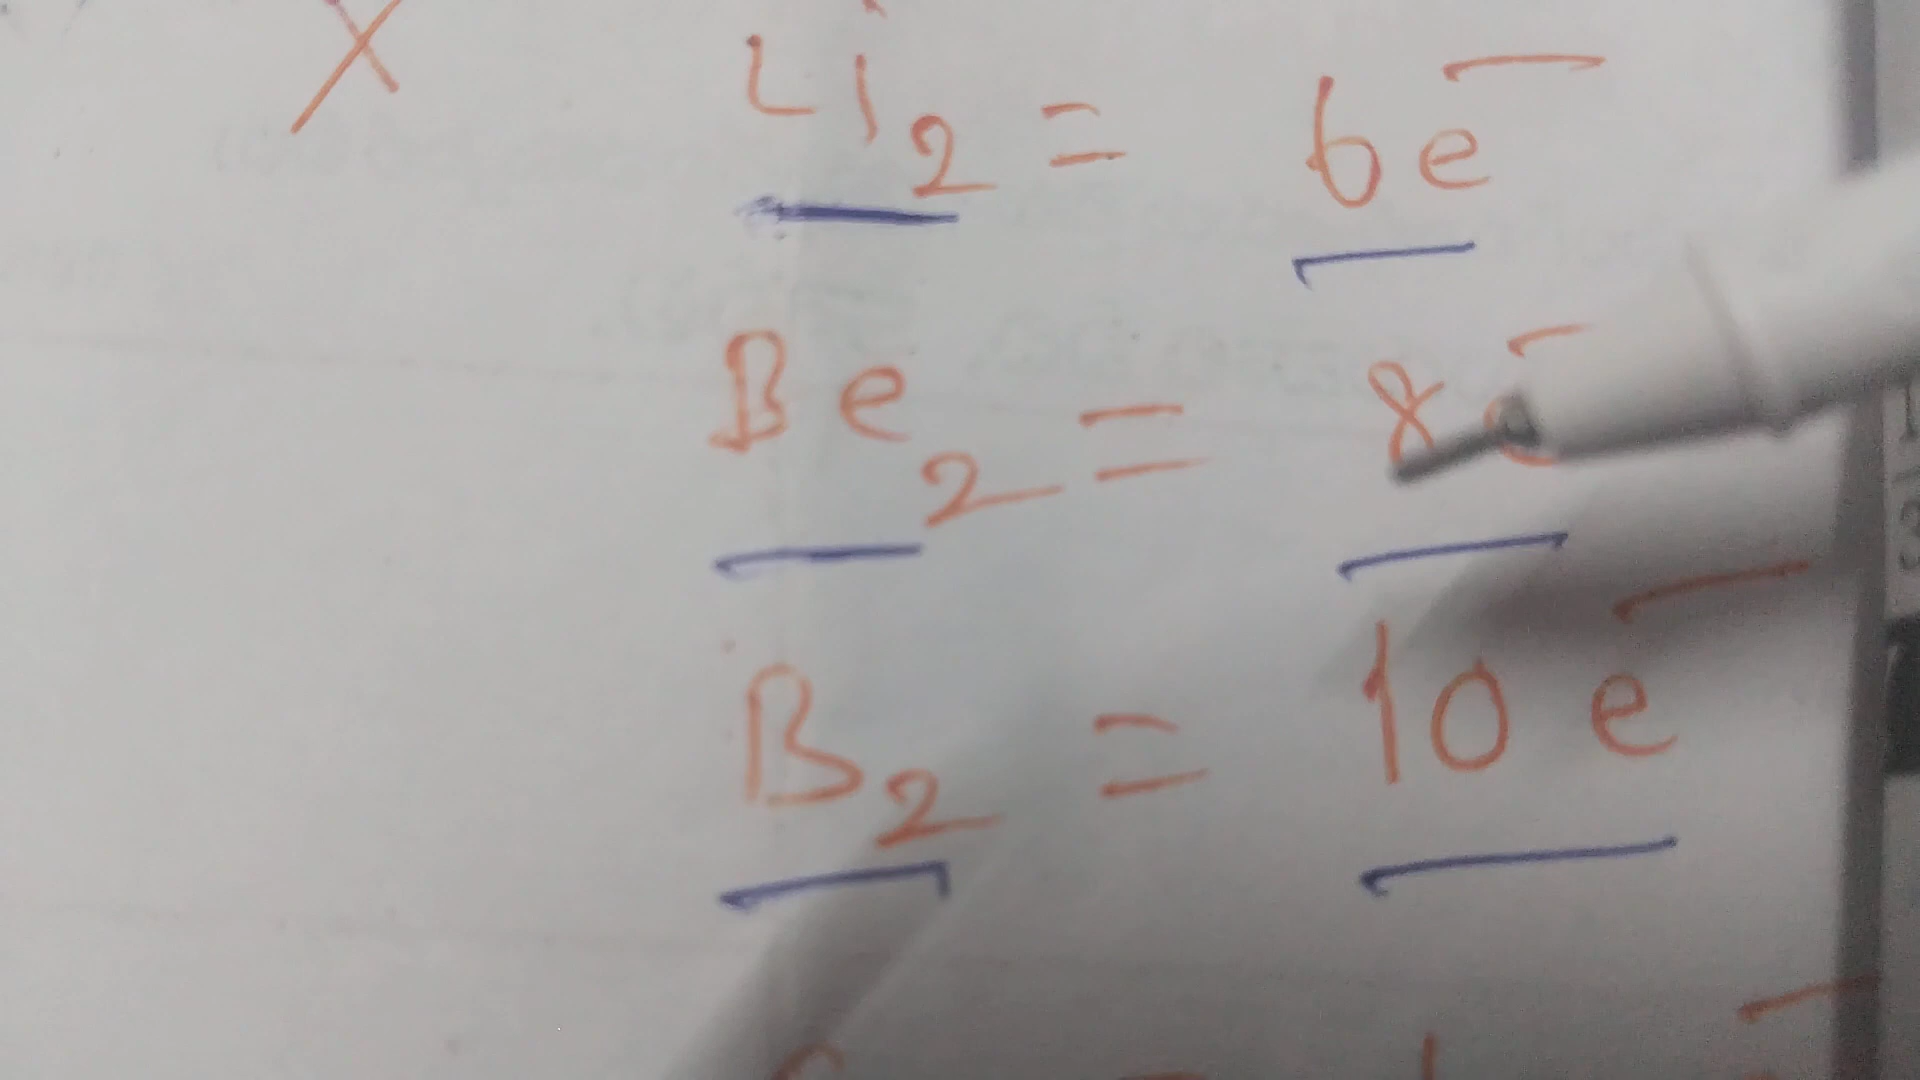 Li₂ = 6e⁻
Be₂ = 8e⁻
B₂ = 10e⁻